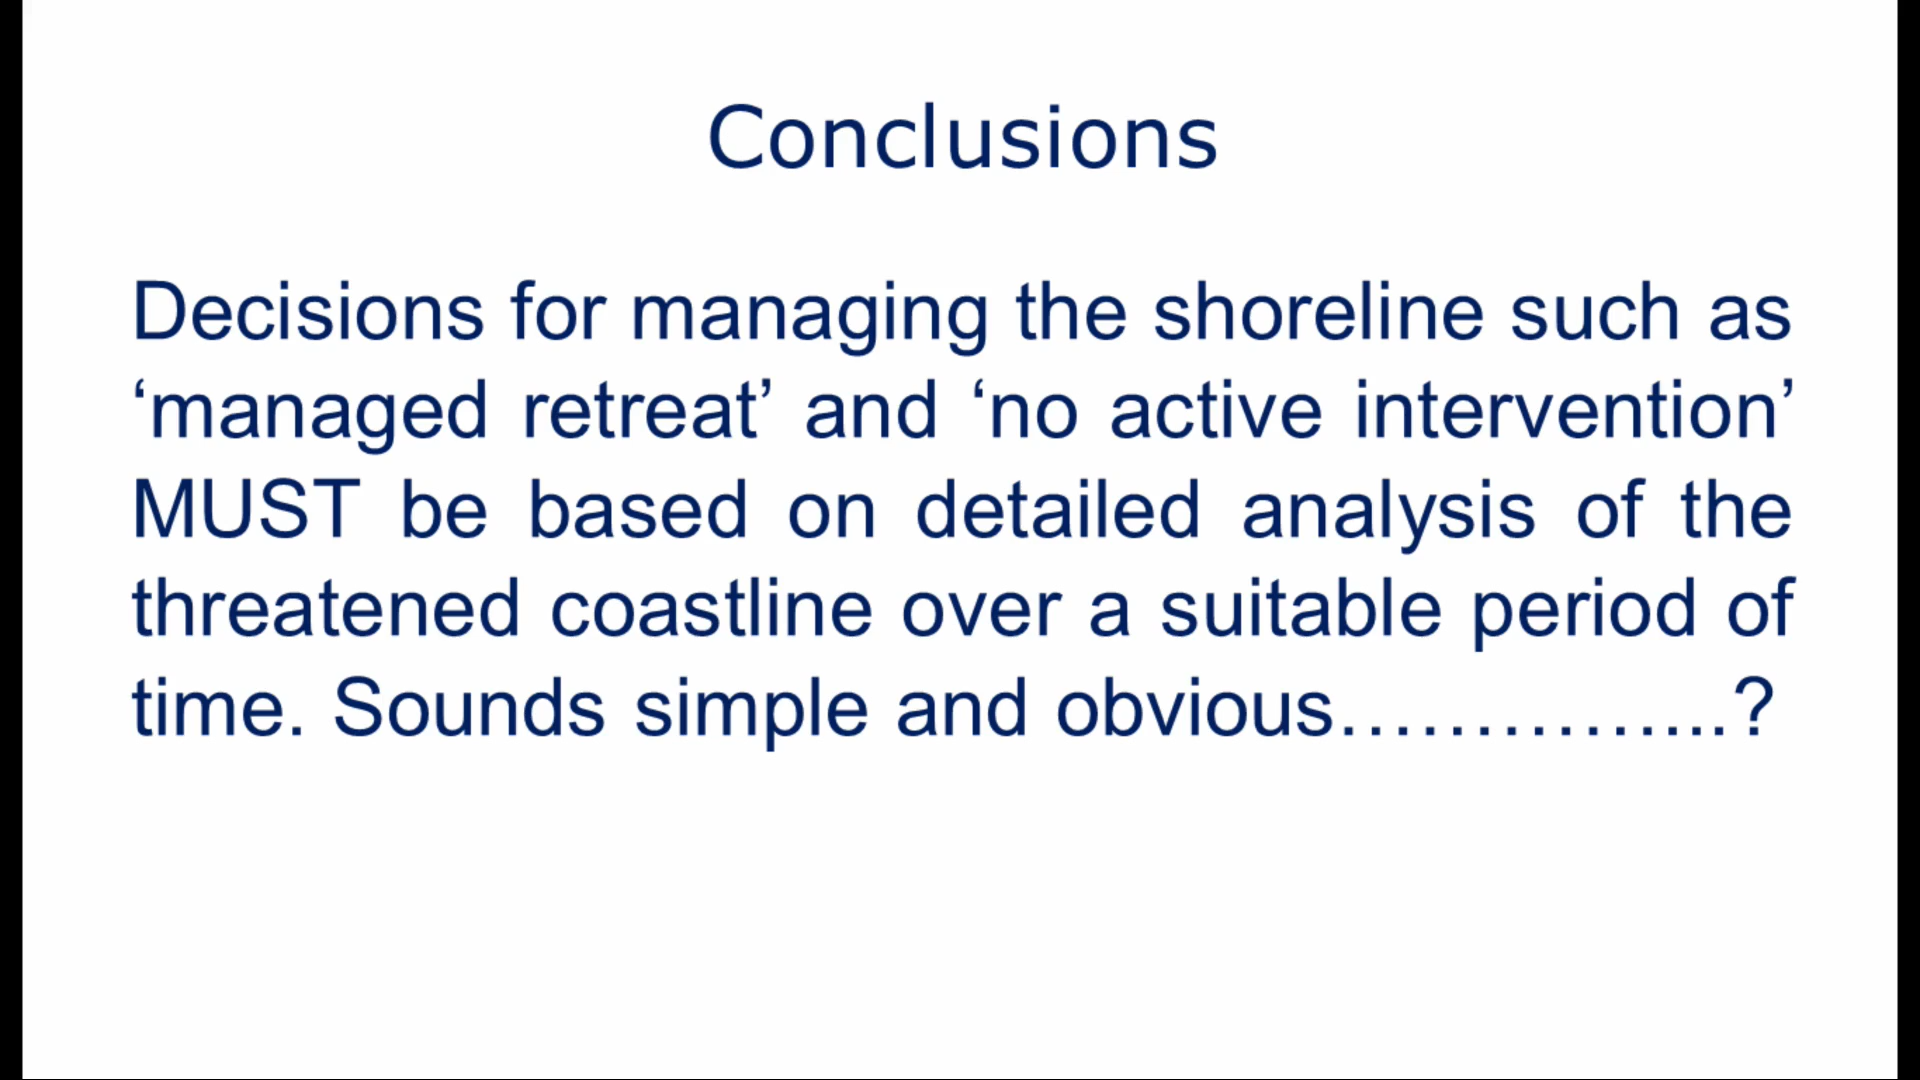 Conclusions
Decisions for managing the shoreline such as
‘managed retreat’ and ‘no active intervention’
MUST be based on detailed analysis of the
threatened coastline over a suitable period of
time. Sounds simple and obvious……………..?